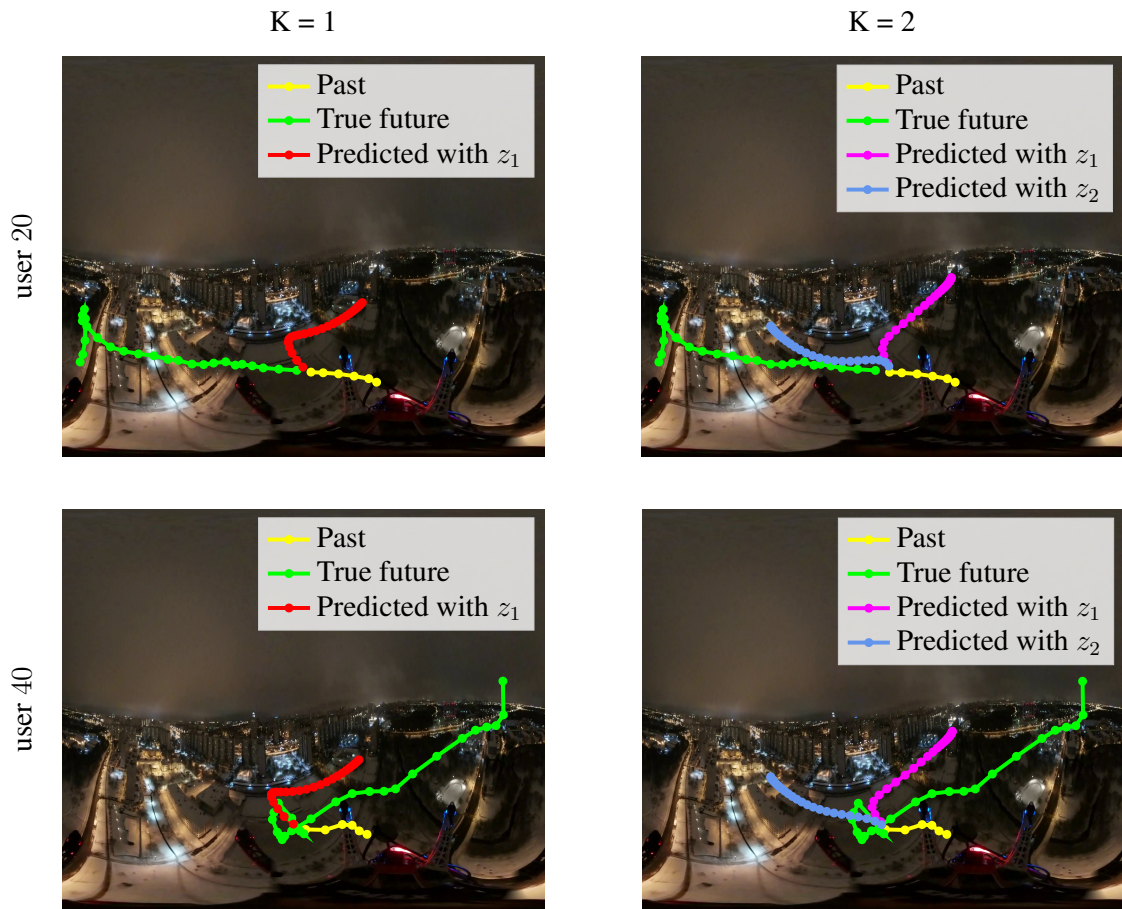 K = 1
K = 2
user 20
Past
True future
Predicted with z₁
Past
True future
Predicted with z₁
Predicted with z₂
user 40
Past
True future
Predicted with z₁
Past
True future
Predicted with z₁
Predicted with z₂